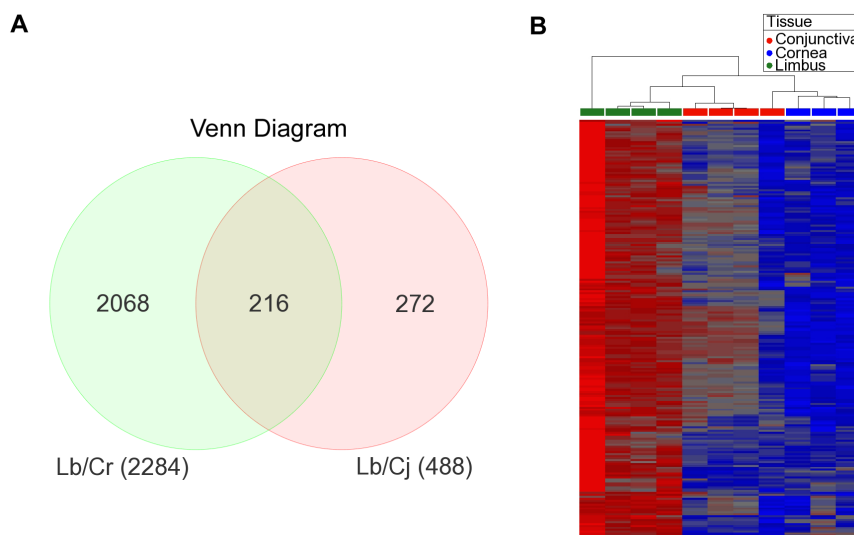 A
B
Tissue
Conjunctiva
Cornea
Limbus
Venn Diagram
2068
216
272
Lb/Cr (2284)
Lb/Cj (488)